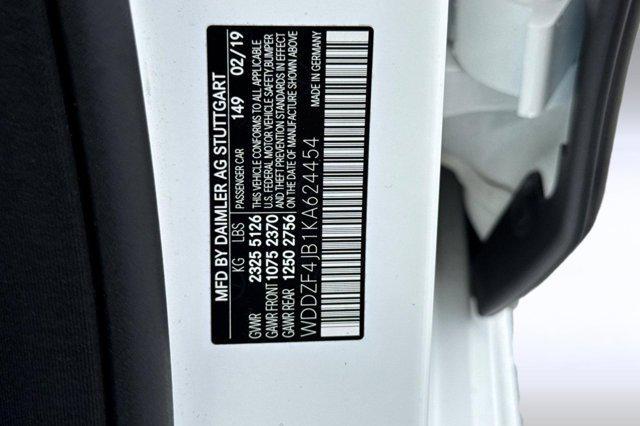 MFD BY DAIMLER AG STUTTGART
PASSENGER CAR 149 02/19
KG LBS
GVWR 2325 5126
GAWR FRONT 1075 2370
GAWR REAR 1250 2756
THIS VEHICLE CONFORMS TO ALL APPLICABLE
U.S. FEDERAL MOTOR VEHICLE SAFETY/BUMPER
AND THEFT PREVENTION STANDARDS IN EFFECT
ON THE DATE OF MANUFACTURE SHOWN ABOVE
WDDZF4JB1KA624454
MADE IN GERMANY